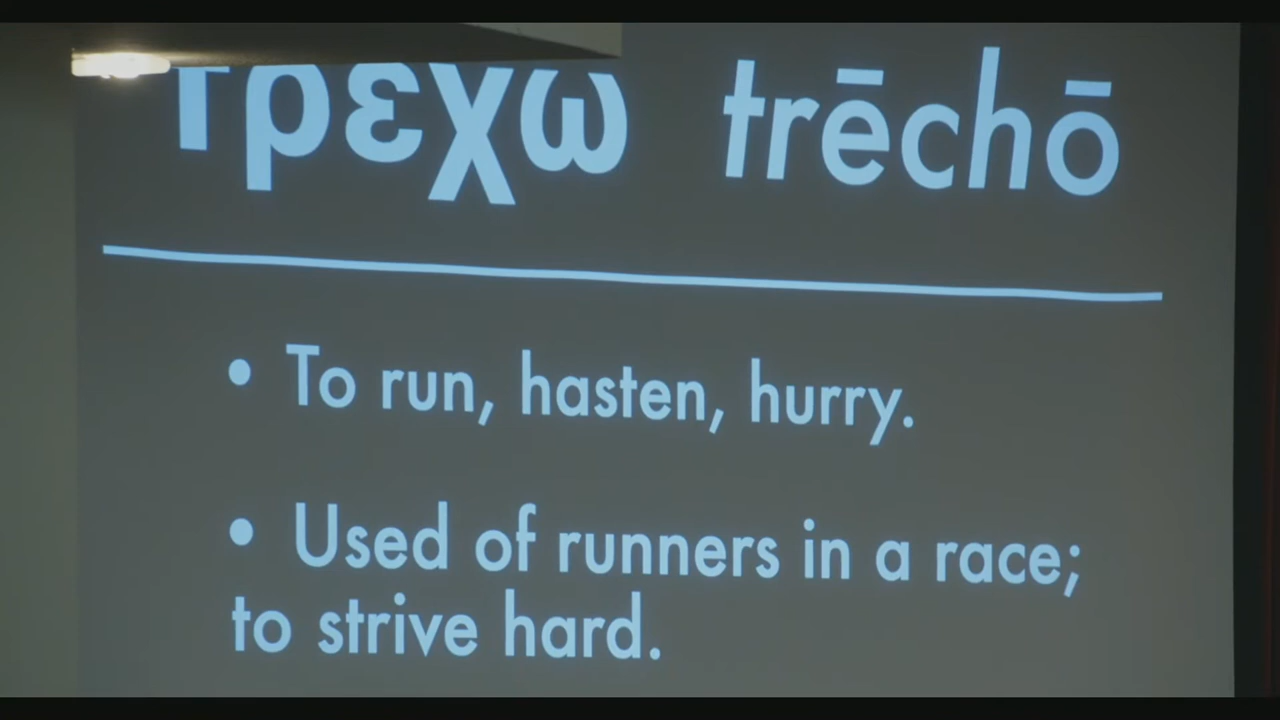 τρεχω trēchō
• To run, hasten, hurry.
• Used of runners in a race;
to strive hard.